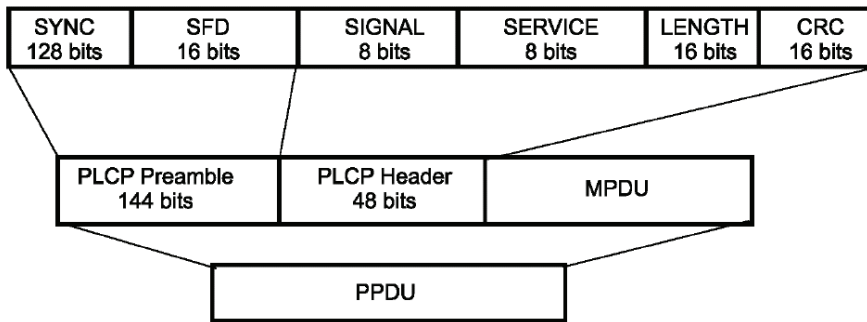 SYNC SFD SIGNAL SERVICE LENGTH CRC
128 bits 16 bits 8 bits 8 bits 16 bits 16 bits
PLCP Preamble PLCP Header MPDU
144 bits 48 bits
PPDU